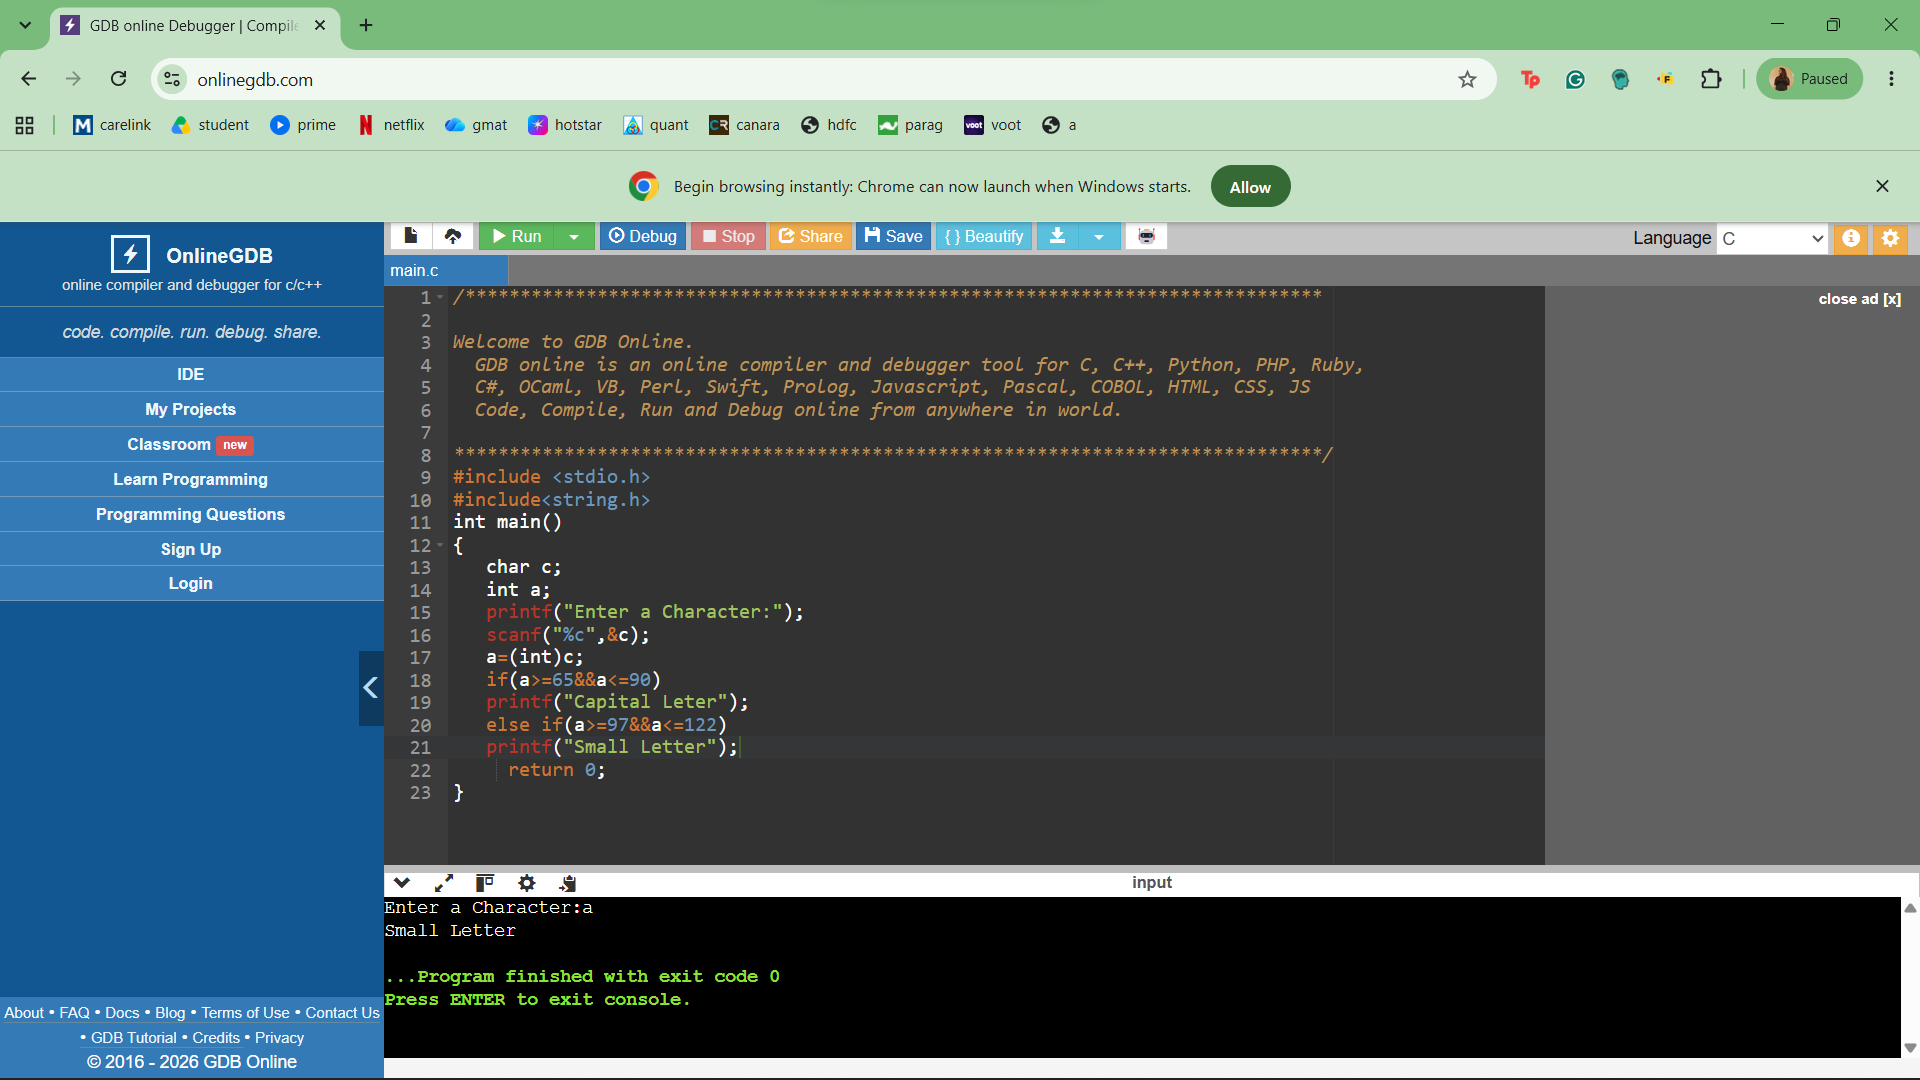 GDB online Debugger | Compile
onlinegdb.com
Paused
carelink student prime netflix gmat hotstar quant canara hdfc parag voot a
Begin browsing instantly: Chrome can now launch when Windows starts. Allow
OnlineGDB
online compiler and debugger for c/c++
code. compile. run. debug. share.
IDE
My Projects
Classroom new
Learn Programming
Programming Questions
Sign Up
Login
About • FAQ • Docs • Blog • Terms of Use • Contact Us
• GDB Tutorial • Credits • Privacy
© 2016 - 2026 GDB Online
Run Debug Stop Share Save { } Beautify Language C
main.c
close ad [x]
1 /******************************************************************************
2
3 Welcome to GDB Online.
4 GDB online is an online compiler and debugger tool for C, C++, Python, PHP, Ruby,
5 C#, OCaml, VB, Perl, Swift, Prolog, Javascript, Pascal, COBOL, HTML, CSS, JS
6 Code, Compile, Run and Debug online from anywhere in world.
7
8 *******************************************************************************/
9 #include <stdio.h>
10 #include<string.h>
11 int main()
12 {
13 char c;
14 int a;
15 printf("Enter a Character:");
16 scanf("%c",&c);
17 a=(int)c;
18 if(a>=65&&a<=90)
19 printf("Capital Leter");
20 else if(a>=97&&a<=122)
21 printf("Small Letter");
22 return 0;
23 }
input
Enter a Character:a
Small Letter
...Program finished with exit code 0
Press ENTER to exit console.